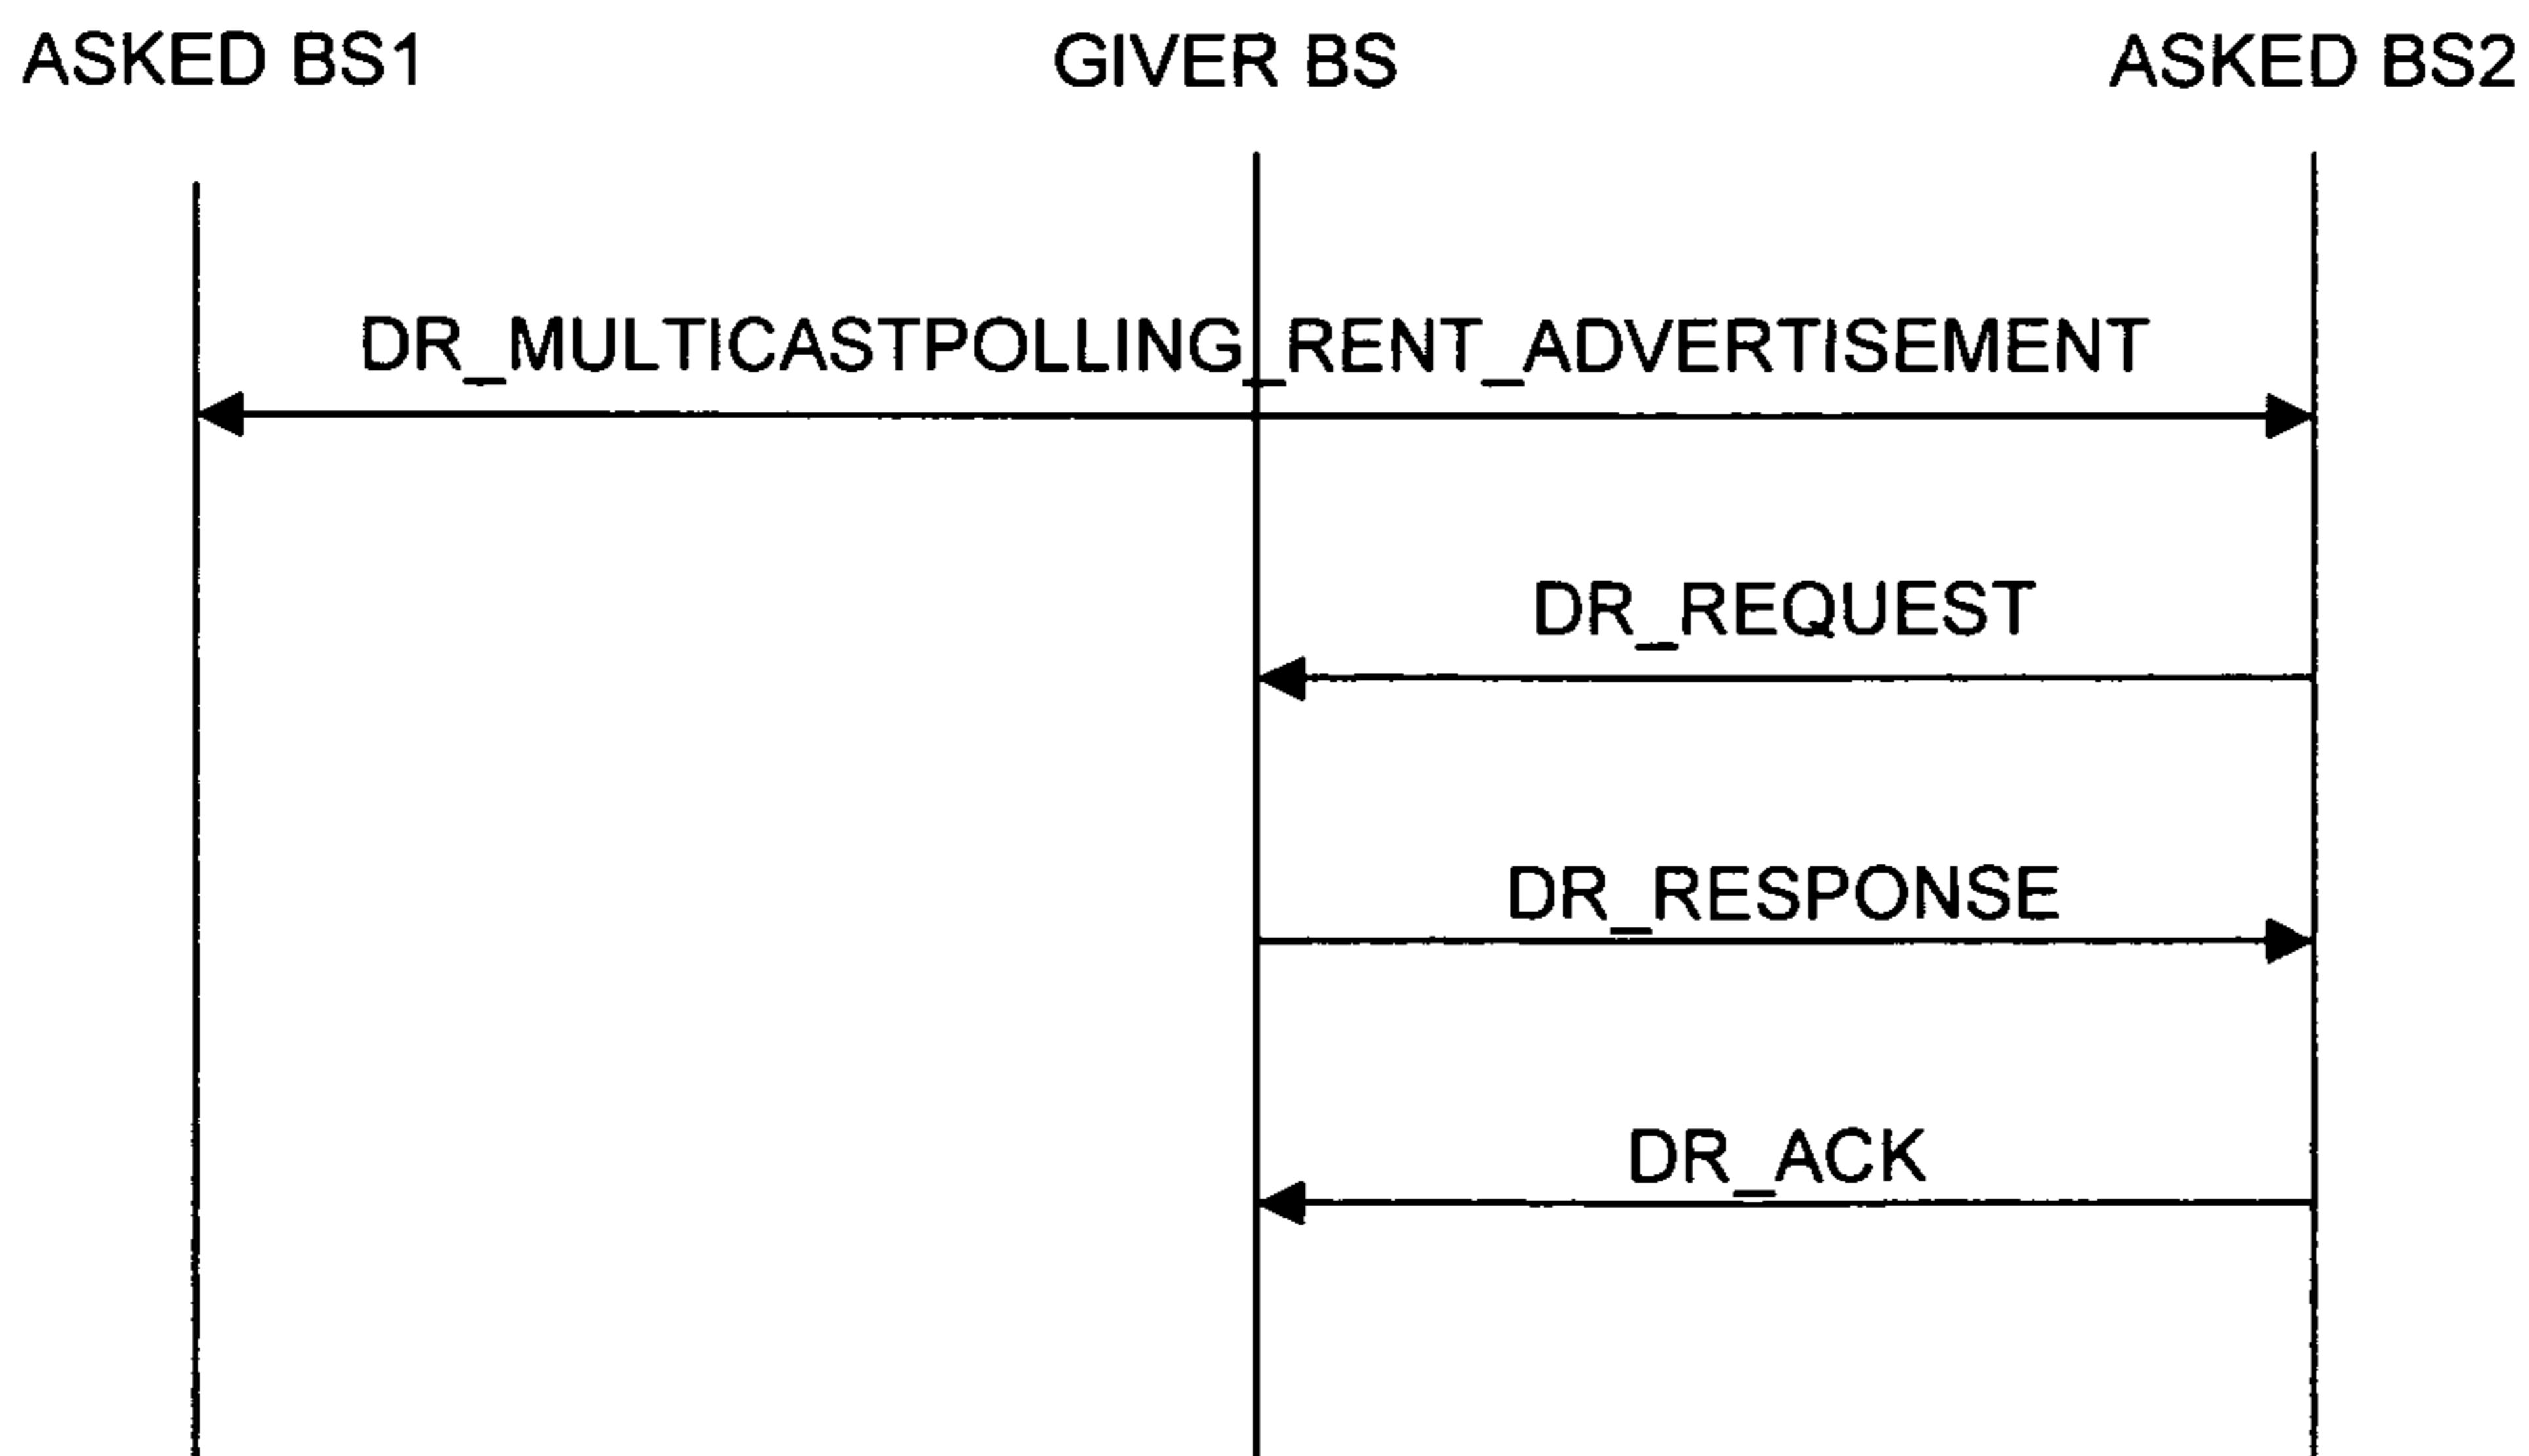 ASKED BS1 GIVER BS ASKED BS2
DR_MULTICASTPOLLING_RENT_ADVERTISEMENT
DR_REQUEST
DR_RESPONSE
DR_ACK